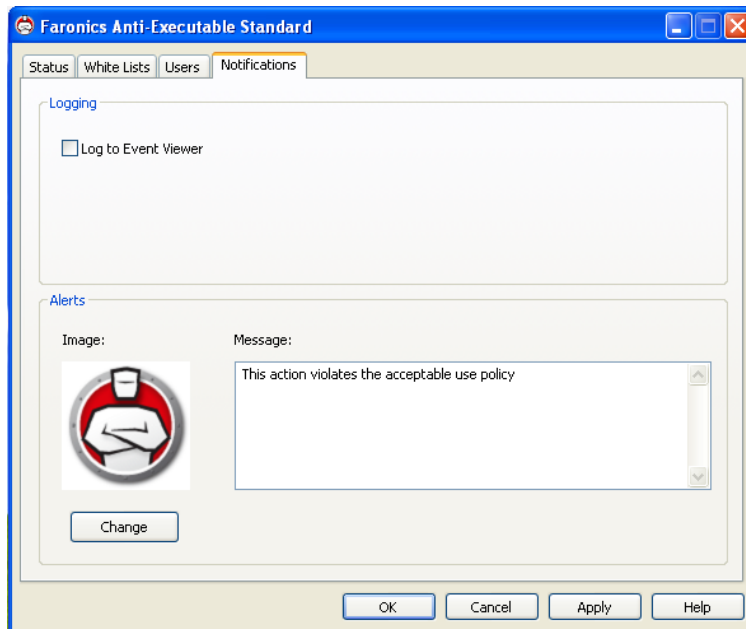 Faronics Anti-Executable Standard
Status White Lists Users Notifications
Logging
Log to Event Viewer
Alerts
Image: Message:
This action violates the acceptable use policy
Change
OK Cancel Apply Help